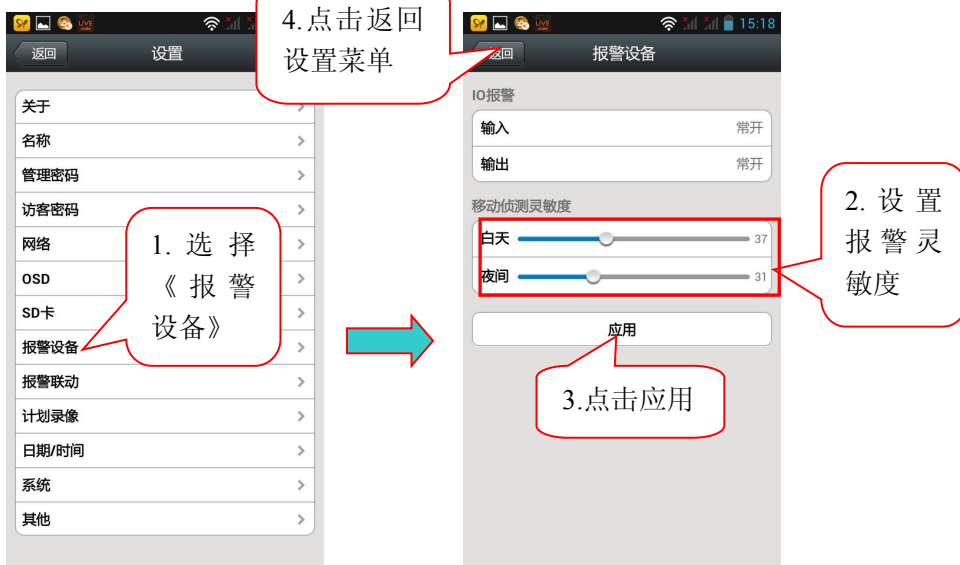 4.点击返回
设置菜单
返回
设置
关于
名称
管理密码
访客密码
网络
OSD
SD卡
报警设备
报警联动
计划录像
日期/时间
系统
其他
1. 选 择
《 报 警
设备》
15:18
返回
报警设备
IO报警
输入 常开
输出 常开
移动侦测灵敏度
白天 37
夜间 31
应用
2. 设 置
报 警 灵
敏度
3.点击应用